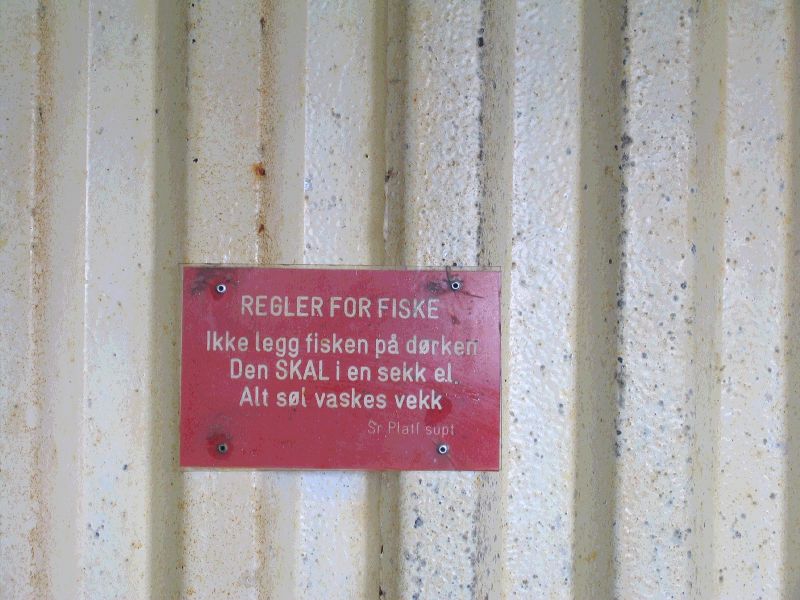 REGLER FOR FISKE
Ikke legg fisken på dørken
Den SKAL i en sekk el.
Alt søl vaskes vekk
Sr Platf supt